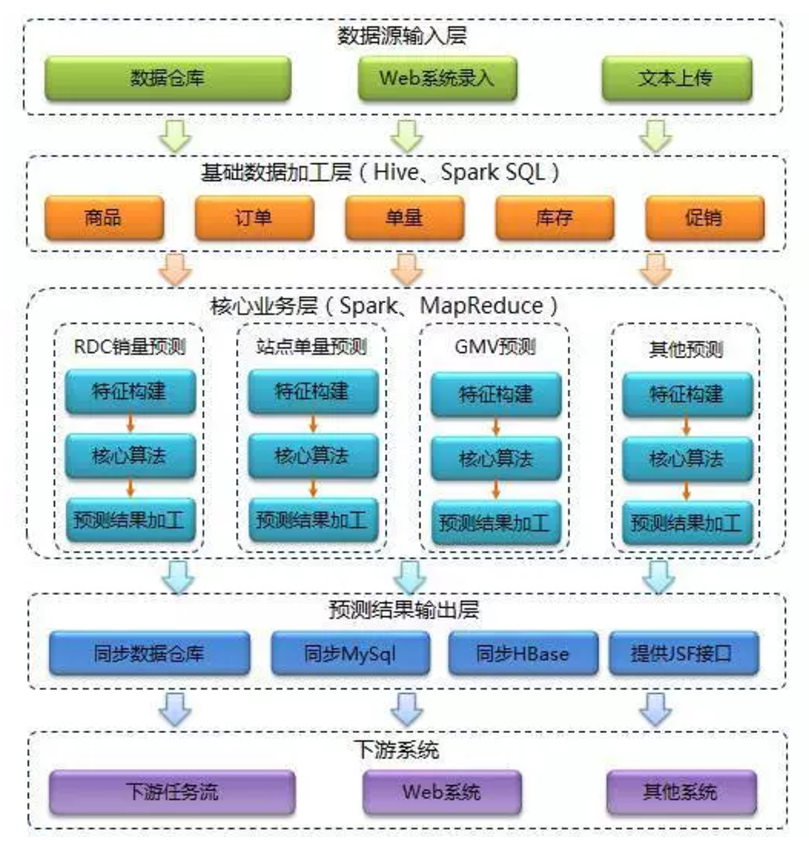 数据源输入层
数据仓库 Web系统录入 文本上传
基础数据加工层（Hive、Spark SQL）
商品 订单 单量 库存 促销
核心业务层（Spark、MapReduce）
RDC销量预测 站点单量预测 GMV预测 其他预测
特征构建 特征构建 特征构建 特征构建
核心算法 核心算法 核心算法 核心算法
预测结果加工 预测结果加工 预测结果加工 预测结果加工
预测结果输出层
同步数据仓库 同步MySql 同步HBase 提供JSF接口
下游系统
下游任务流 Web系统 其他系统